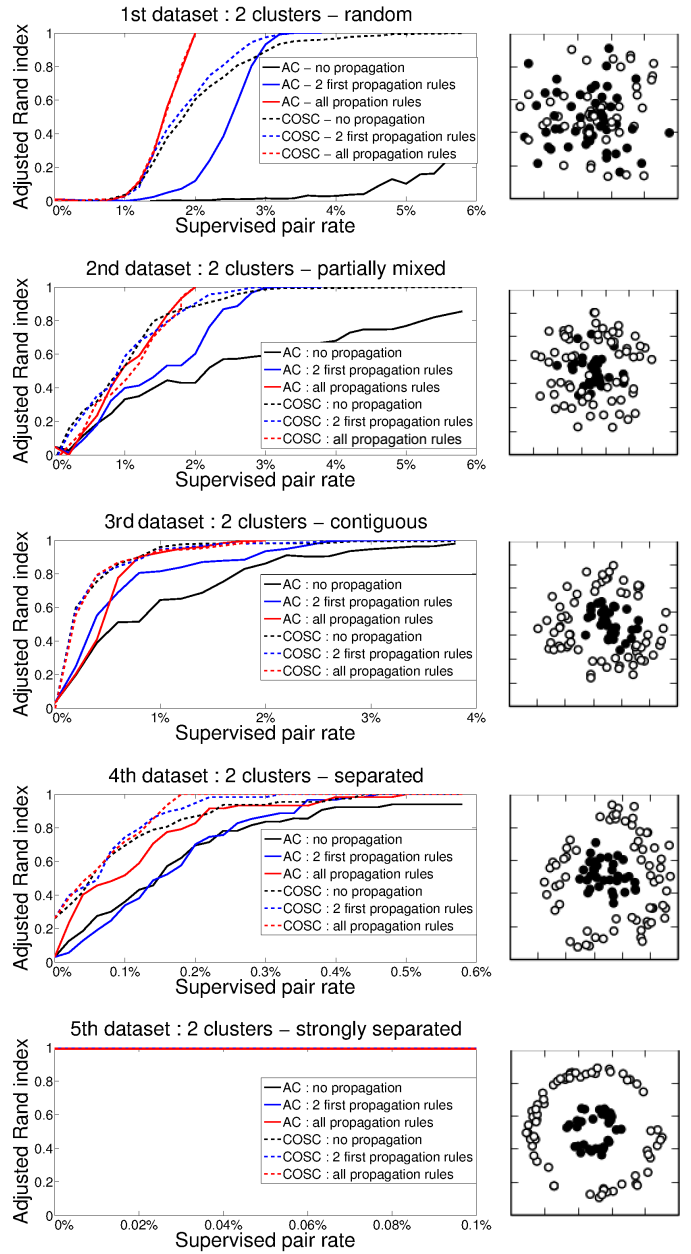 1st dataset : 2 clusters − random
Adjusted Rand index
1
0.8
0.6
0.4
0.2
0
AC − no propagation
AC − 2 first propagation rules
AC − all propation rules
COSC − no propagation
COSC − 2 first propagation rules
COSC − all propagation rules
0% 1% 2% 3% 4% 5% 6%
Supervised pair rate
2nd dataset : 2 clusters − partially mixed
Adjusted Rand index
1
0.8
0.6
0.4
0.2
0
AC : no propagation
AC : 2 first propagation rules
AC : all propagations rules
COSC : no propagation
COSC : 2 first propagation rules
COSC : all propagation rules
0% 1% 2% 3% 4% 5% 6%
Supervised pair rate
3rd dataset : 2 clusters − contiguous
Adjusted Rand index
1
0.8
0.6
0.4
0.2
0
AC : no propagation
AC : 2 first propagation rules
AC : all propagation rules
COSC : no propagation
COSC : 2 first propagation rules
COSC : all propagation rules
0% 1% 2% 3% 4%
Supervised pair rate
4th dataset : 2 clusters − separated
Adjusted Rand index
1
0.8
0.6
0.4
0.2
0
AC : no propagation
AC : 2 first propagation rules
AC : all propagation rules
COSC : no propagation
COSC : 2 first propagation rules
COSC : all propagation rules
0% 0.1% 0.2% 0.3% 0.4% 0.5% 0.6%
Supervised pair rate
5th dataset : 2 clusters − strongly separated
Adjusted Rand index
1
0.8
0.6
0.4
0.2
0
AC : no propagation
AC : 2 first propagation rules
AC : all propagation rules
COSC : no propagation
COSC : 2 first propagation rules
COSC : all propagation rules
0% 0.02% 0.04% 0.06% 0.08% 0.1%
Supervised pair rate